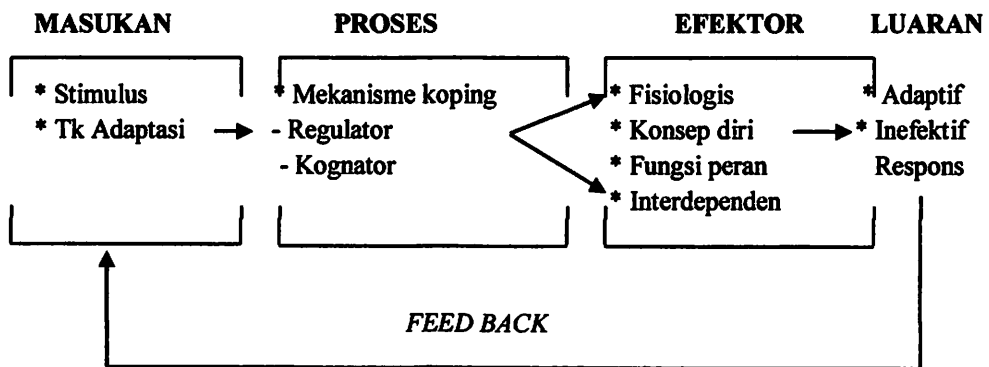 MASUKAN PROSES EFEKTOR LUARAN
* Stimulus
* Tk Adaptasi
* Mekanisme koping
- Regulator
- Kognator
* Fisiologis
* Konsep diri
* Fungsi peran
* Interdependen
* Adaptif
* Inefektif
Respons
FEED BACK